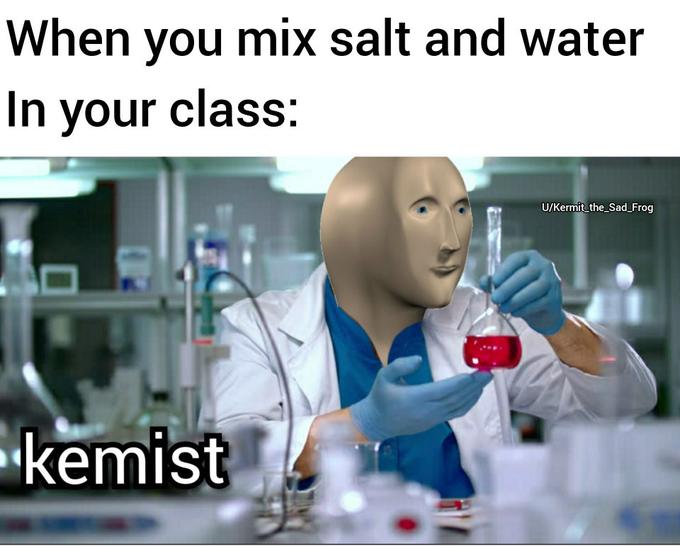 When you mix salt and water
In your class:
U/Kermit_the_Sad_Frog
kemist